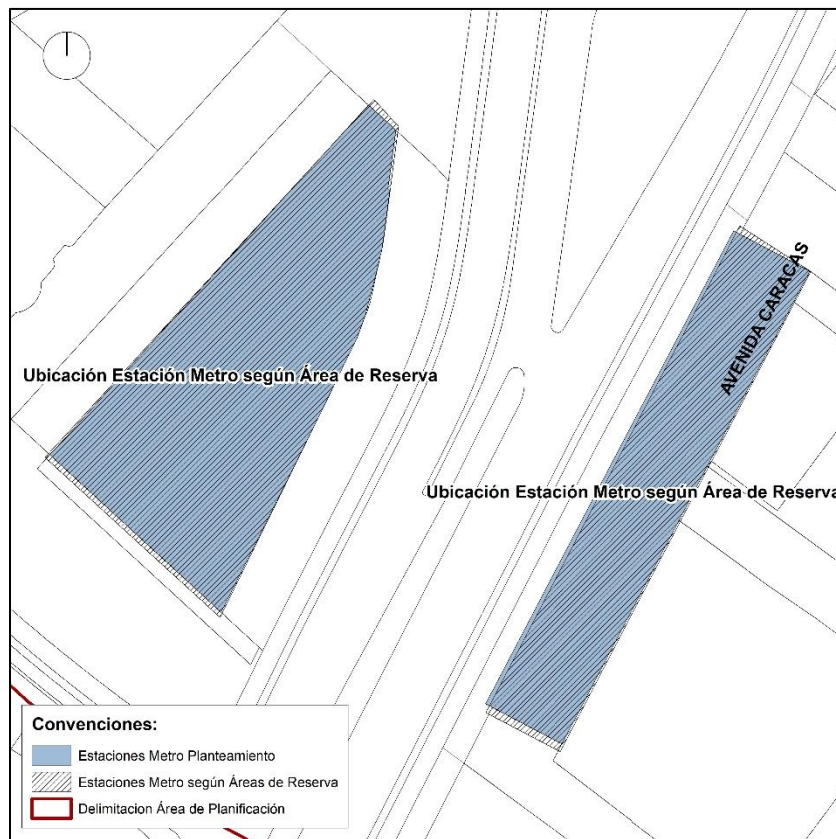 AVENIDA CARACAS
Ubicación Estación Metro según Área de Reserva
Ubicación Estación Metro según Área de Reserva
Convenciones:
Estaciones Metro Planteamiento
Estaciones Metro según Áreas de Reserva
Delimitacion Área de Planificación